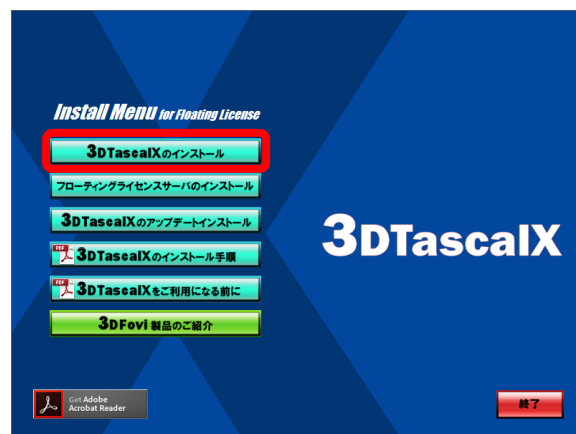 Install Menu for Floating License
3DTascalXのインストール
フローティングライセンスサーバのインストール
3DTascalXのアップデートインストール
PDF 3DTascalXのインストール手順
PDF 3DTascalXをご利用になる前に
3DFovi 製品のご紹介
3DTascalX
Get Adobe
Acrobat Reader
終了